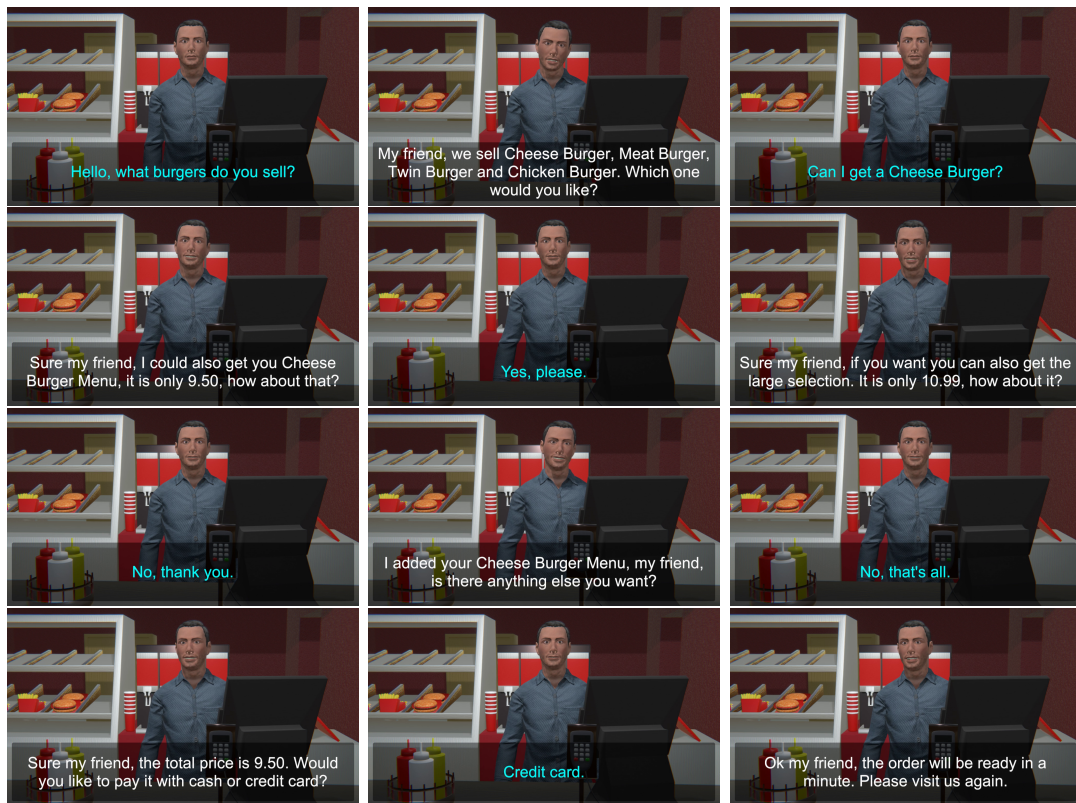 Hello, what burgers do you sell?
My friend, we sell Cheese Burger, Meat Burger,
Twin Burger and Chicken Burger. Which one
would you like?
Can I get a Cheese Burger?
Sure my friend, I could also get you Cheese
Burger Menu, it is only 9.50, how about that?
Yes, please.
Sure my friend, if you want you can also get the
large selection. It is only 10.99, how about it?
No, thank you.
I added your Cheese Burger Menu, my friend,
is there anything else you want?
No, that's all.
Sure my friend, the total price is 9.50. Would
you like to pay it with cash or credit card?
Credit card.
Ok my friend, the order will be ready in a
minute. Please visit us again.